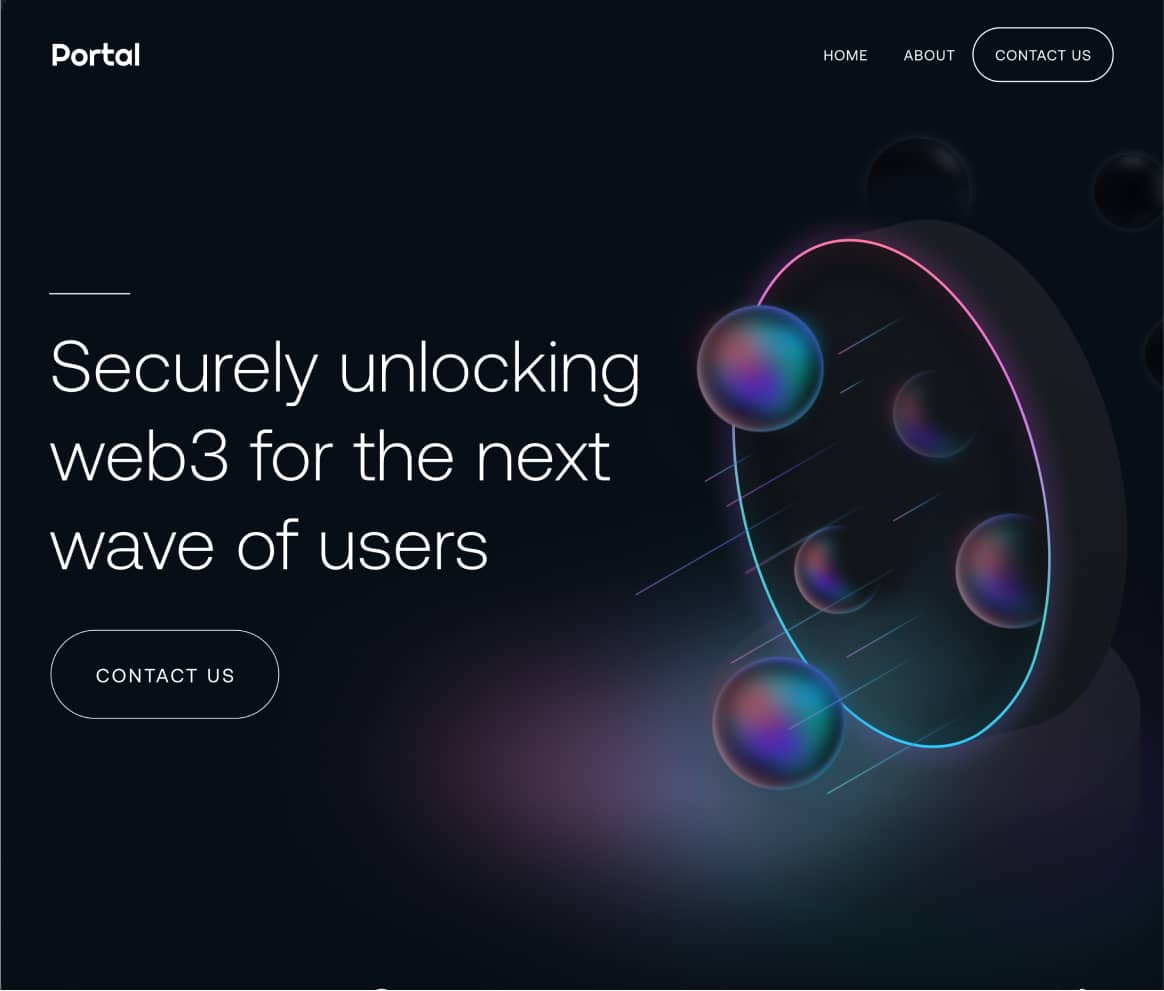 Portal
HOME ABOUT CONTACT US
Securely unlocking
web3 for the next
wave of users
CONTACT US